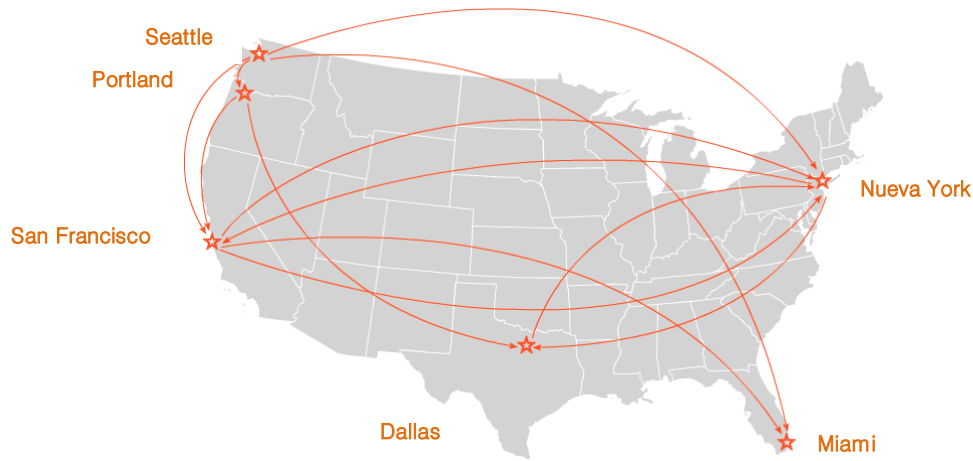 Seattle
Portland
Nueva York
San Francisco
Dallas
Miami